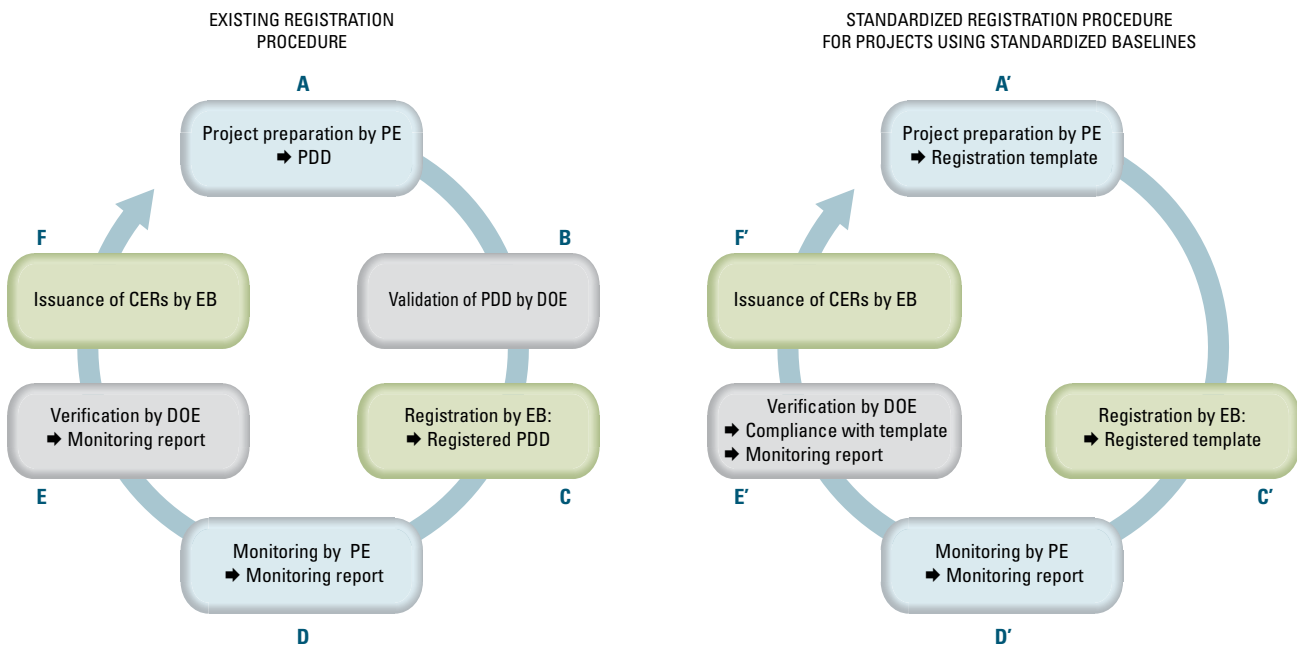 EXISTING REGISTRATION
PROCEDURE
A
Project preparation by PE
➡ PDD
B
Validation of PDD by DOE
Registration by EB:
➡ Registered PDD
C
Monitoring by PE
➡ Monitoring report
D
Verification by DOE
➡ Monitoring report
E
F
Issuance of CERs by EB
STANDARDIZED REGISTRATION PROCEDURE
FOR PROJECTS USING STANDARDIZED BASELINES
A’
Project preparation by PE
➡ Registration template
Registration by EB:
➡ Registered template
C’
Monitoring by PE
➡ Monitoring report
D’
Verification by DOE
➡ Compliance with template
➡ Monitoring report
E’
F’
Issuance of CERs by EB